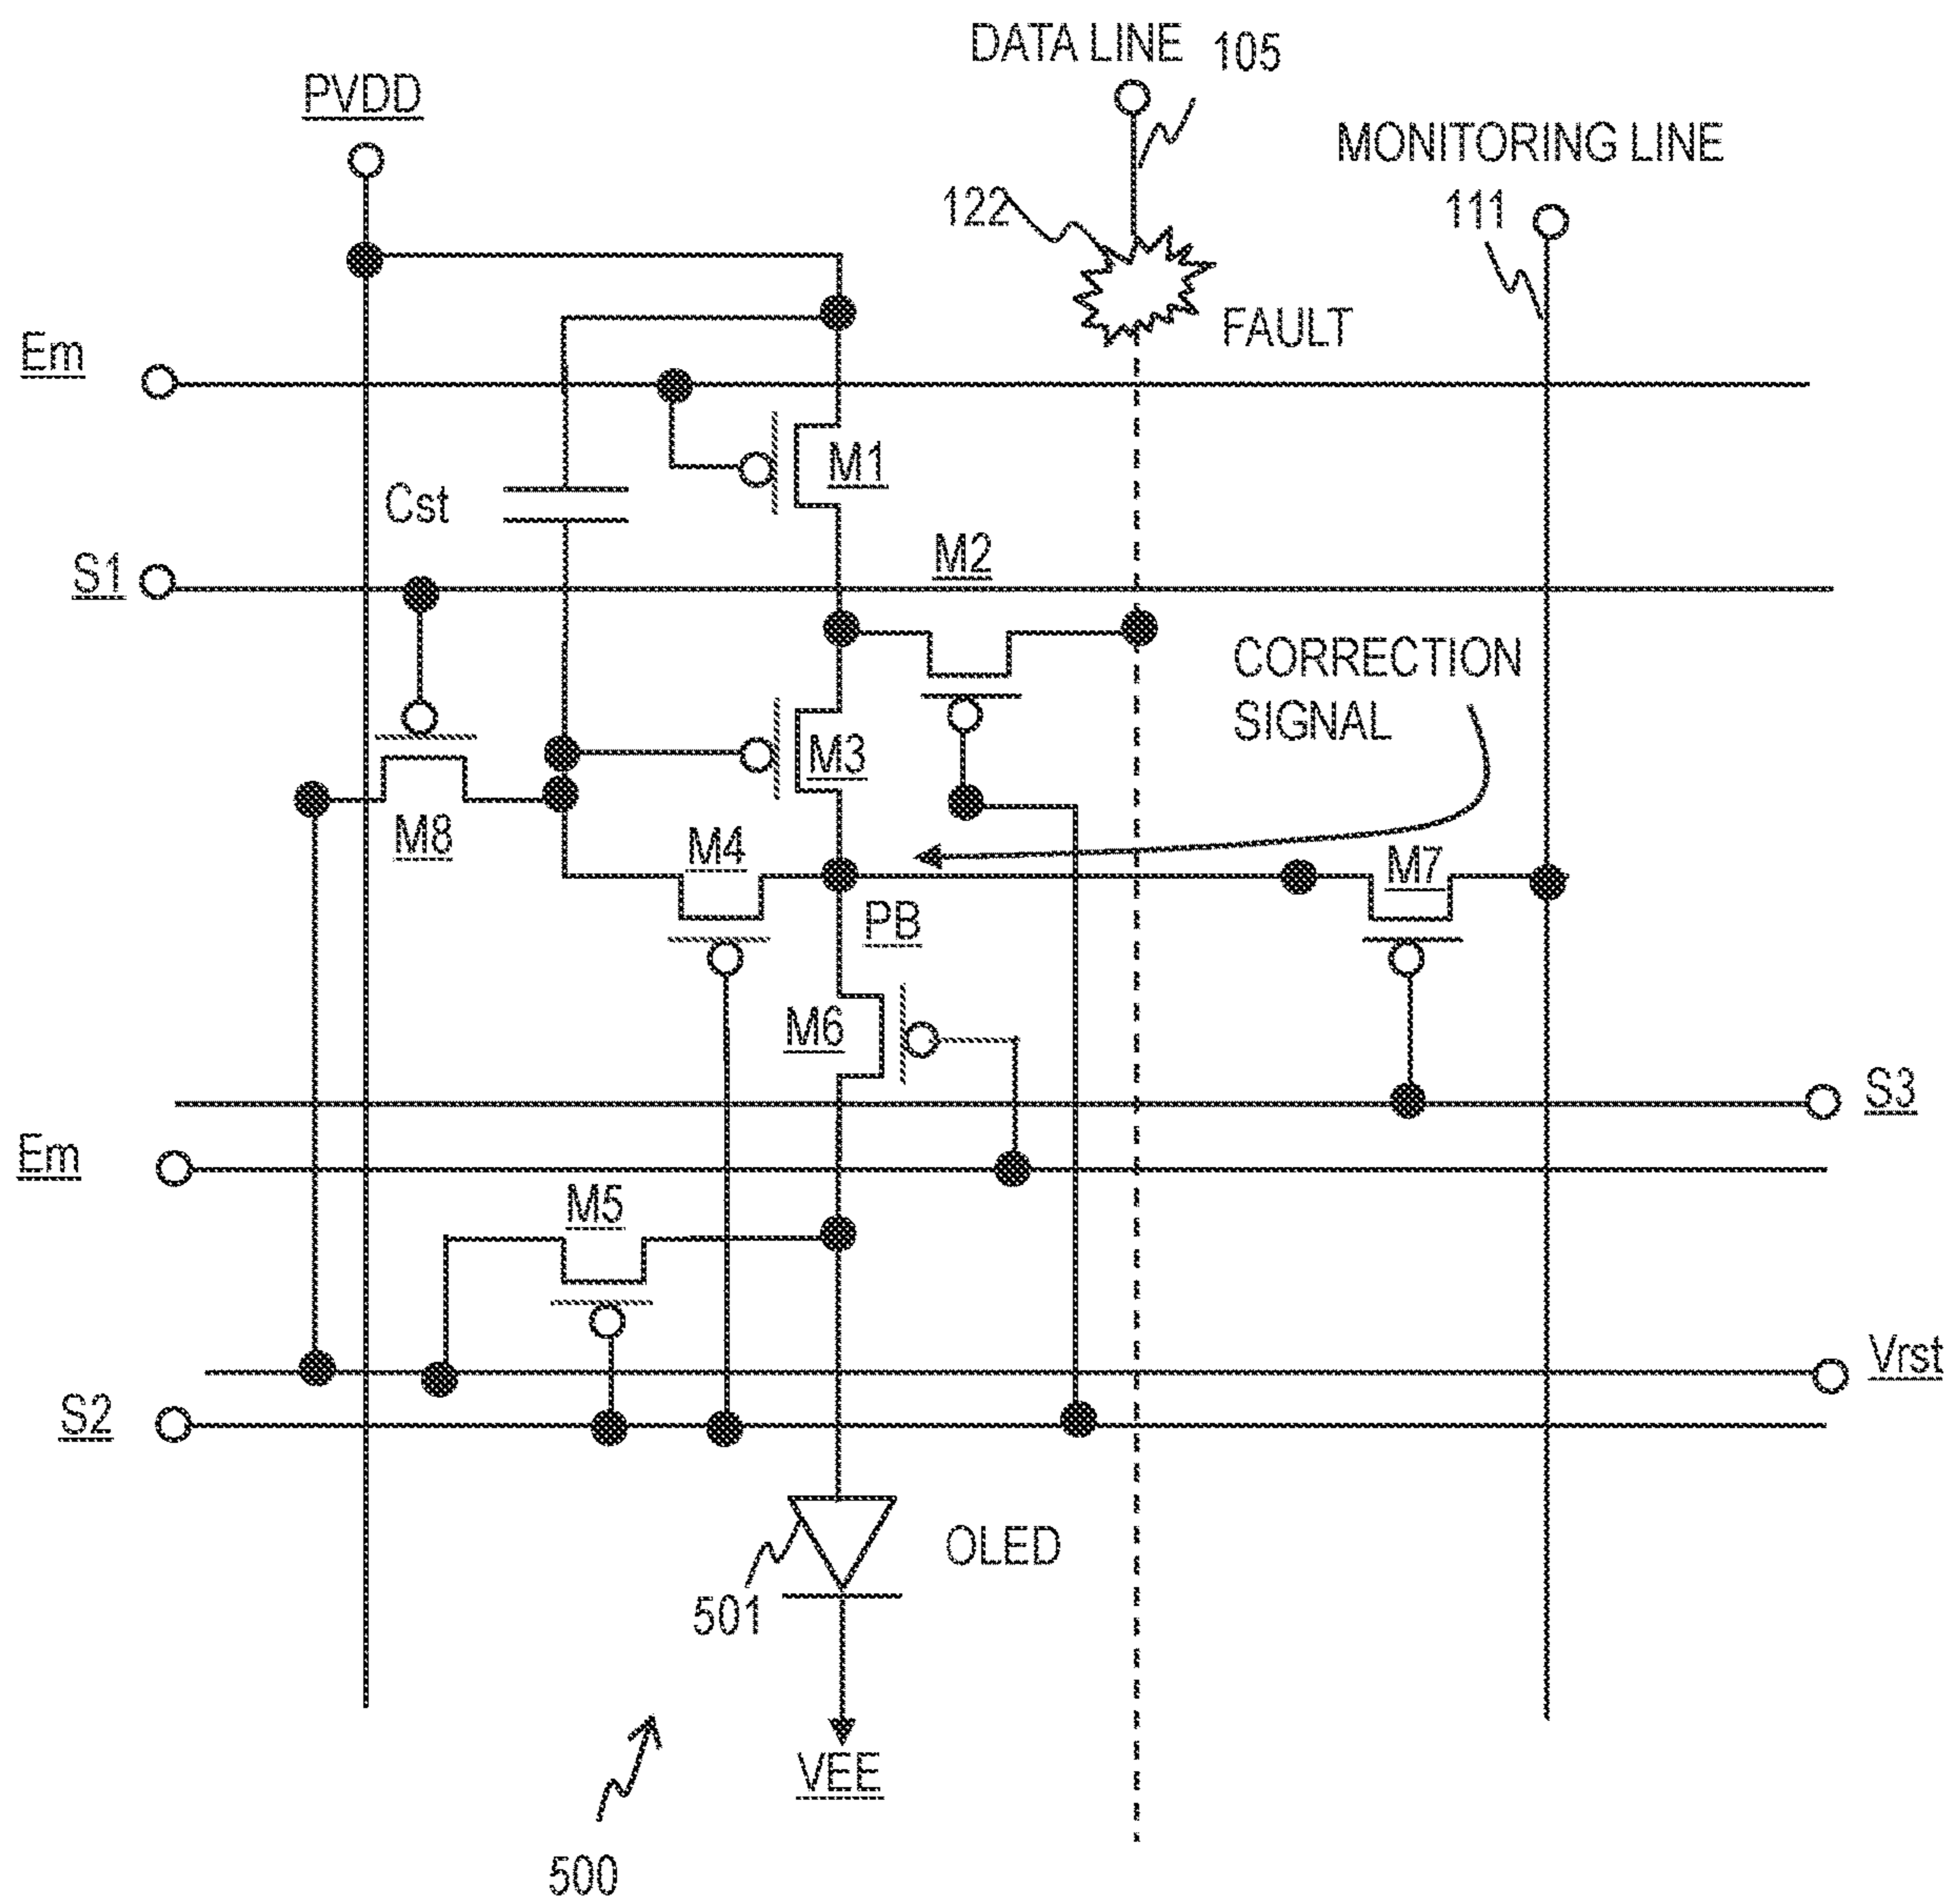 DATA LINE 105
PVDD
MONITORING LINE
122
111
FAULT
Em
M1
Cst
M2
S1
CORRECTION
SIGNAL
M3
M8
M4
M7
PB
M6
S3
Em
M5
Vrst
S2
OLED
501
VEE
500